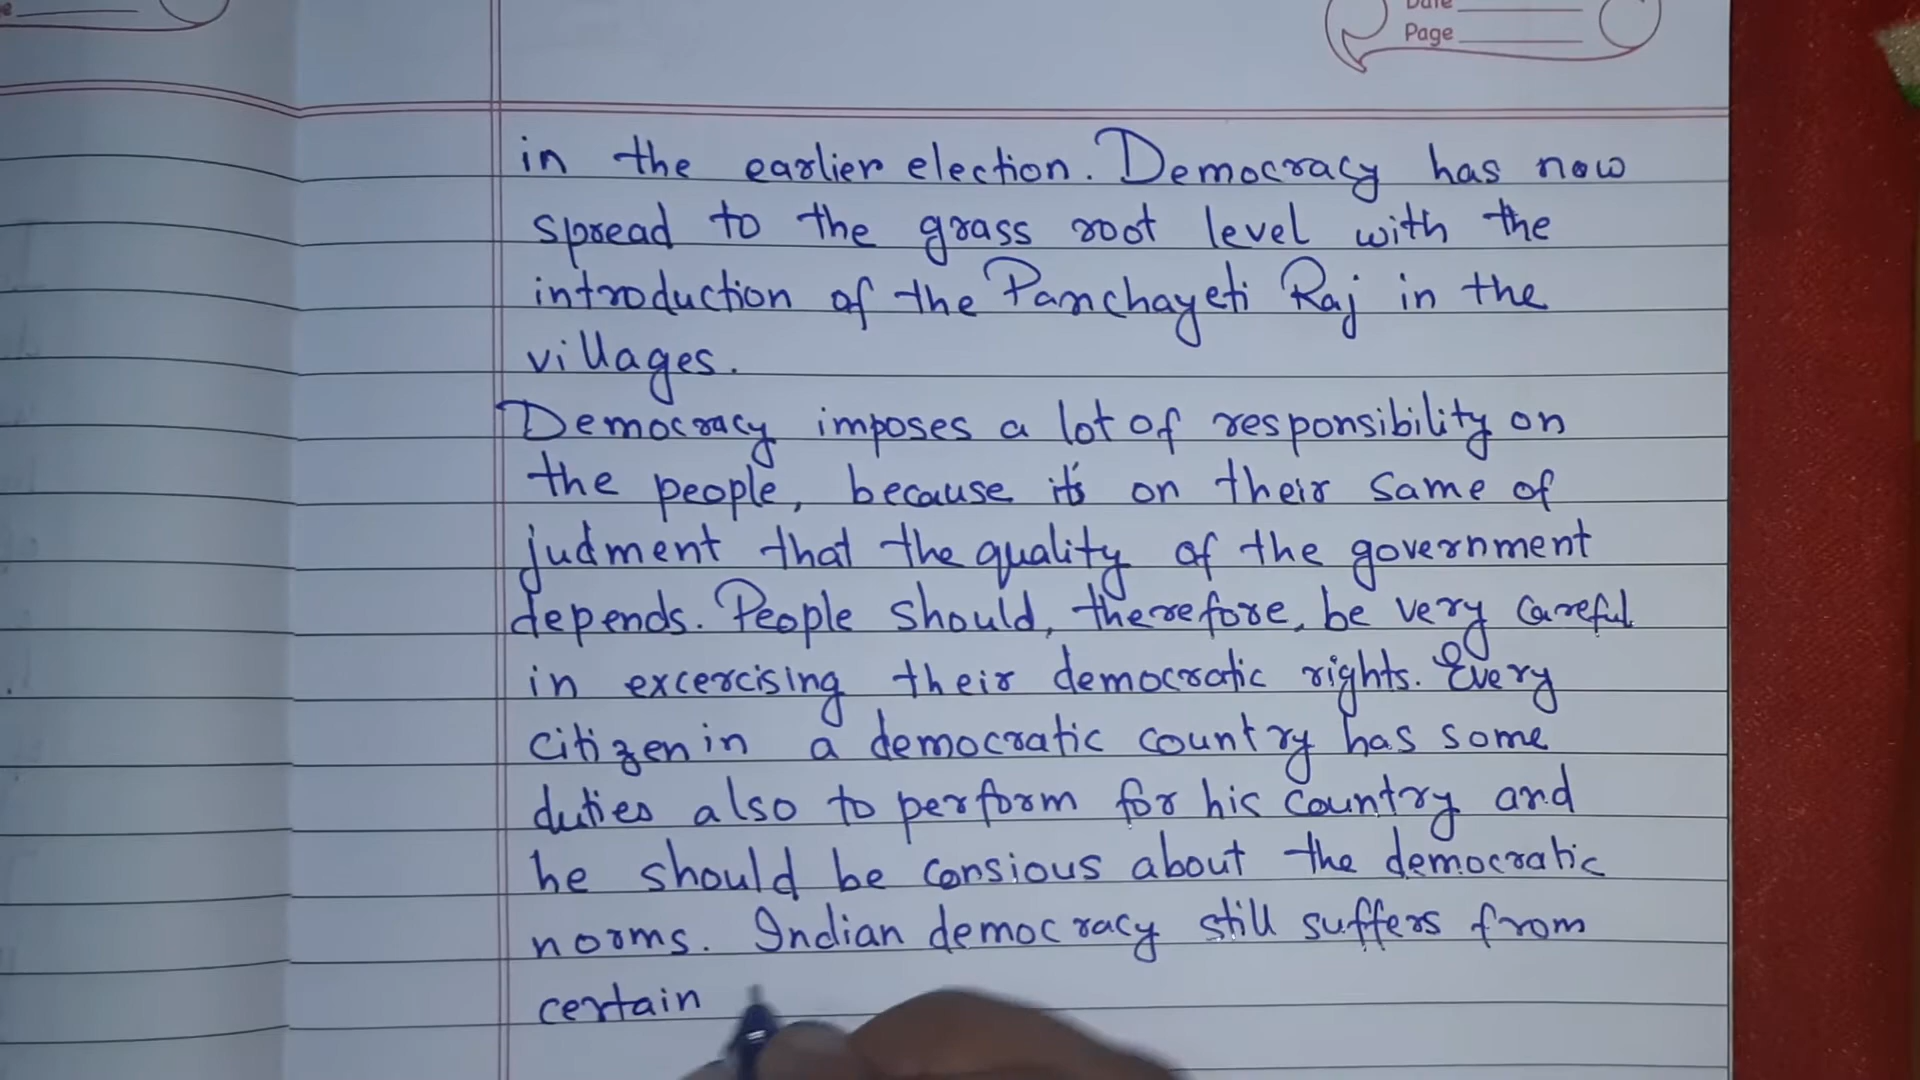 Date
Page
in the earlier election. Democracy has now
spread to the grass root level with the
introduction of the Panchayeti Raj in the
villages.
Democracy imposes a lot of responsibility on
the people, because it's on their same of
judment that the quality of the government
depends. People should, therefore, be very careful
in excercising their democratic rights. Every
citizen in a democratic country has some
duties also to perform for his country and
he should be consious about the democratic
norms. Indian democracy still suffers from
certain